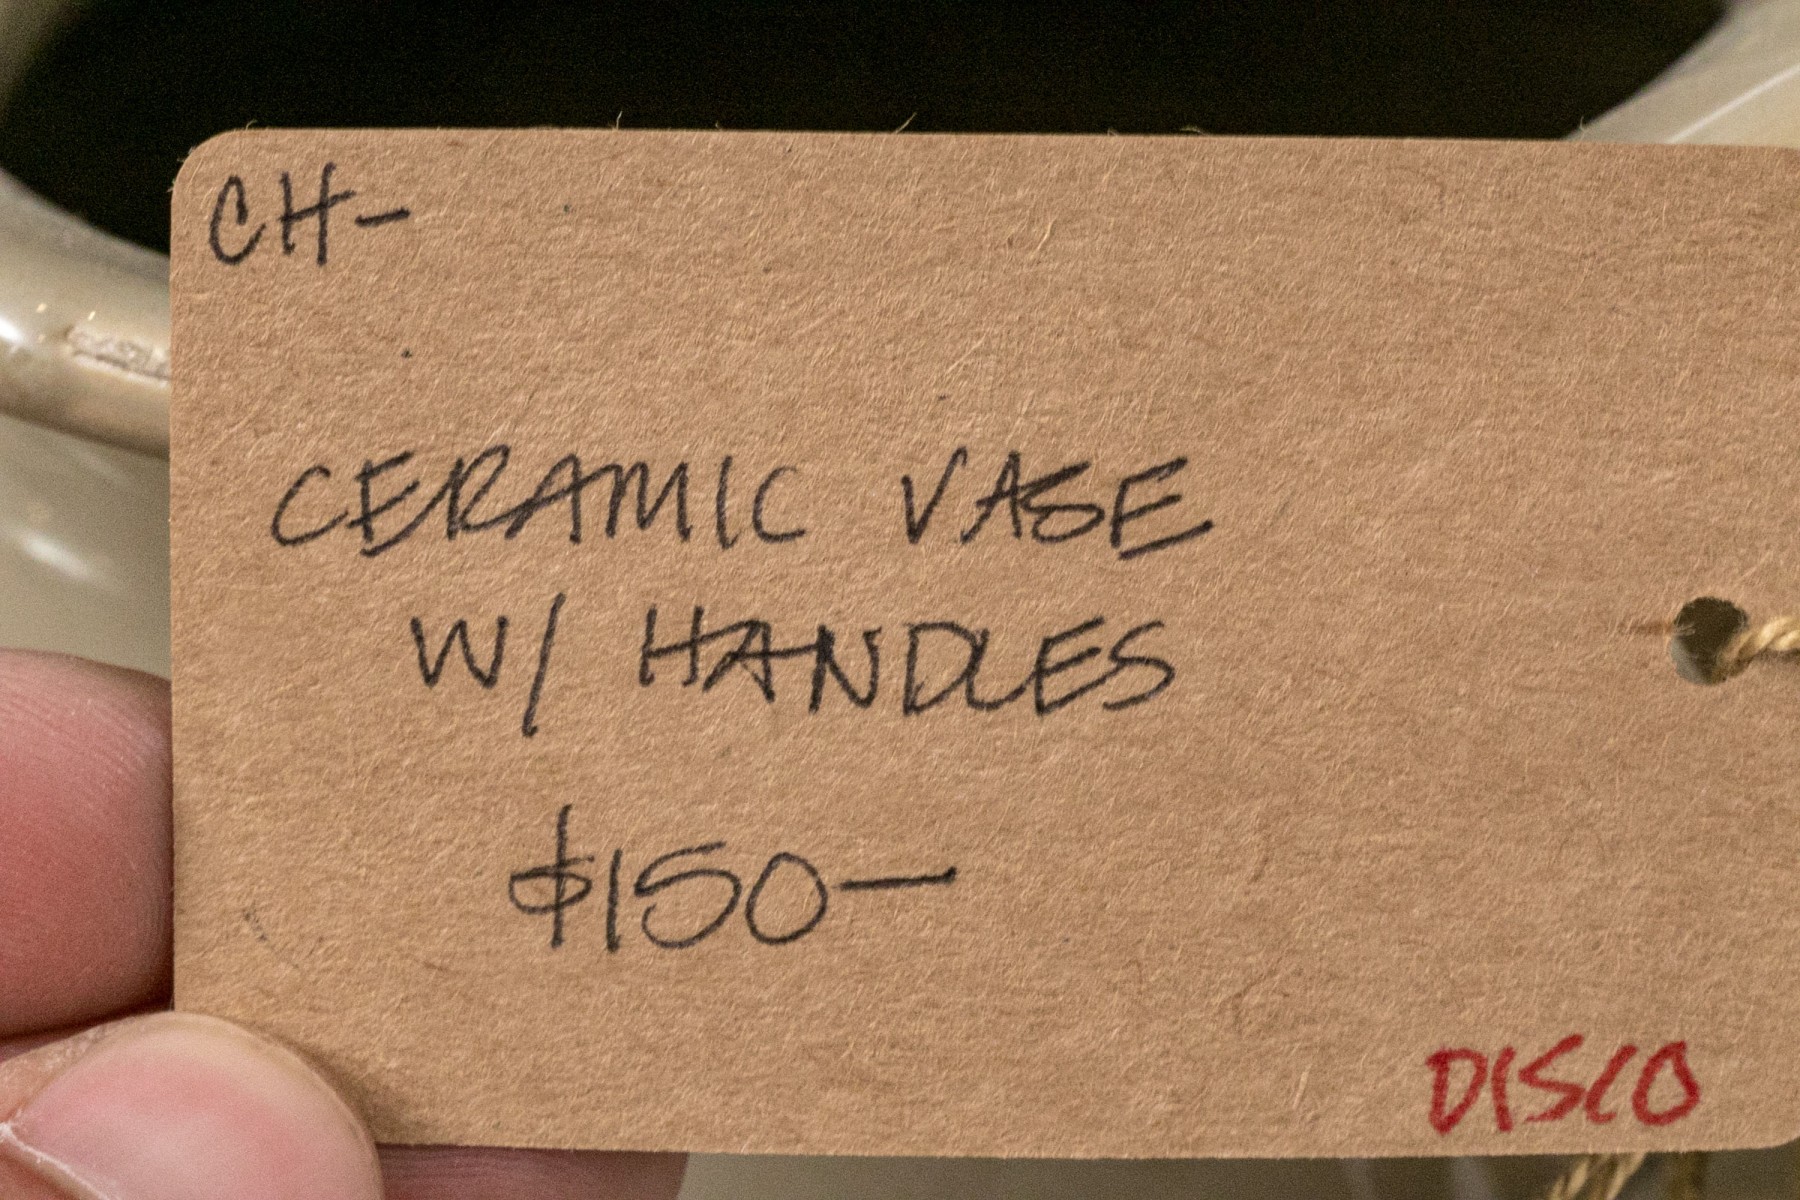 CH-
CERAMIC VASE
W/ HANDLES
$150—
DISCO